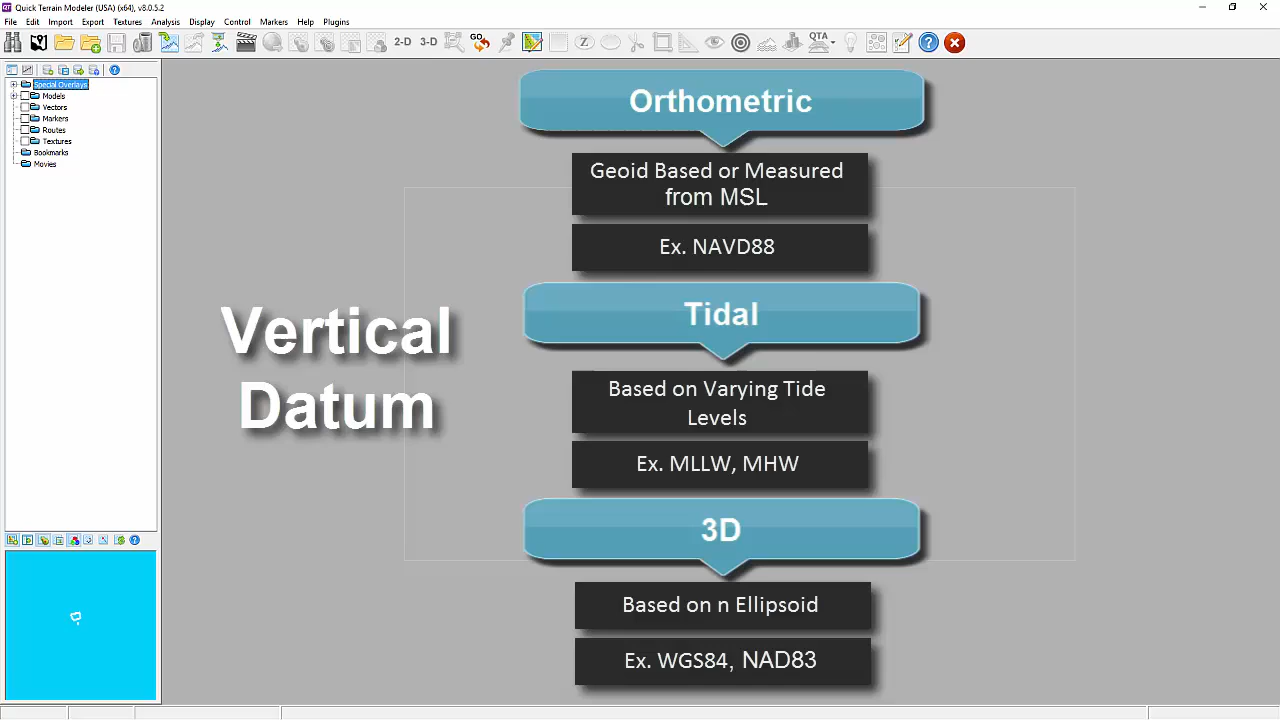 Quick Terrain Modeler (USA) (x64), v8.0.5.2
File Edit Import Export Textures Analysis Display Control Markers Help Plugins
2-D 3-D GO Z QTA
Special Overlays
Models
Vectors
Markers
Routes
Textures
Bookmarks
Movies
Vertical
Datum
Orthometric
Geoid Based or Measured
from MSL
Ex. NAVD88
Tidal
Based on Varying Tide
Levels
Ex. MLLW, MHW
3D
Based on n Ellipsoid
Ex. WGS84, NAD83